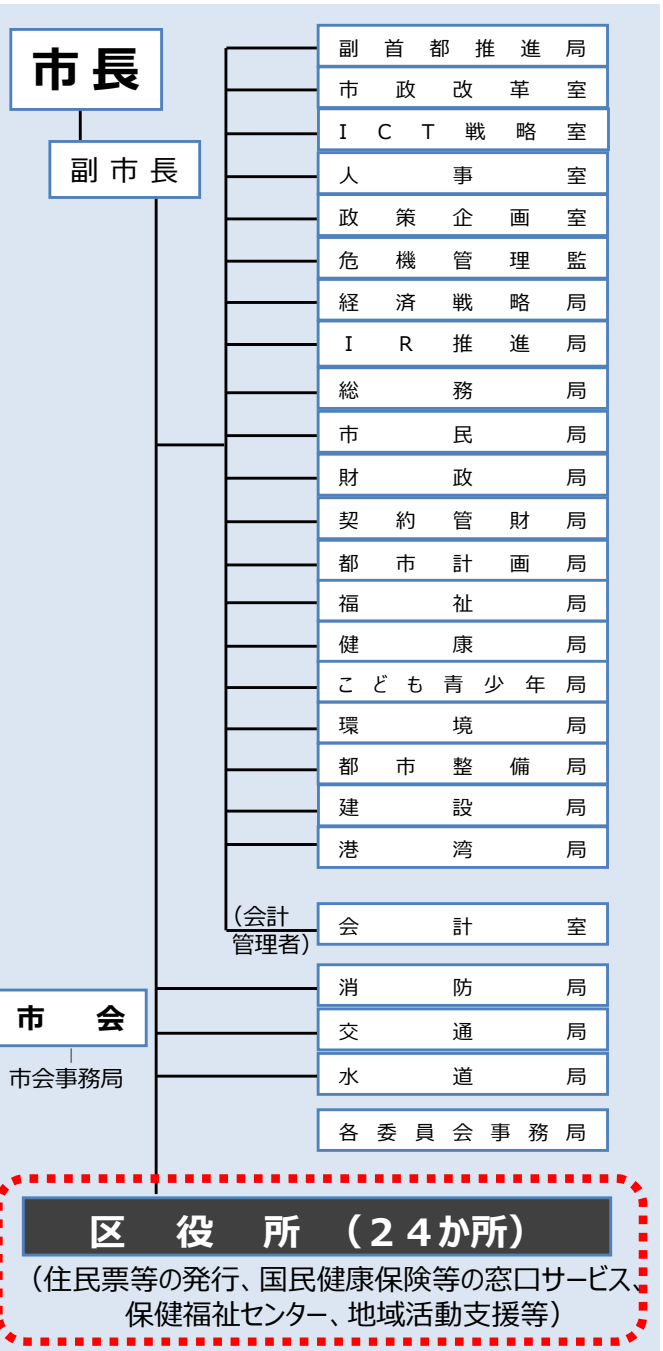 市長
副市長
副首都推進局
市政改革室
ICT戦略室
人事室
政策企画室
危機管理監
経済戦略局
IR推進局
総務局
市民局
財政局
契約管財局
都市計画局
福祉局
健康局
こども青少年局
環境局
都市整備局
建設局
港湾局
(会計
管理者)
会計室
消防局
交通局
水道局
各委員会事務局
市会
市会事務局
区役所(24か所)
(住民票等の発行、国民健康保険等の窓口サービス、
保健福祉センター、地域活動支援等)